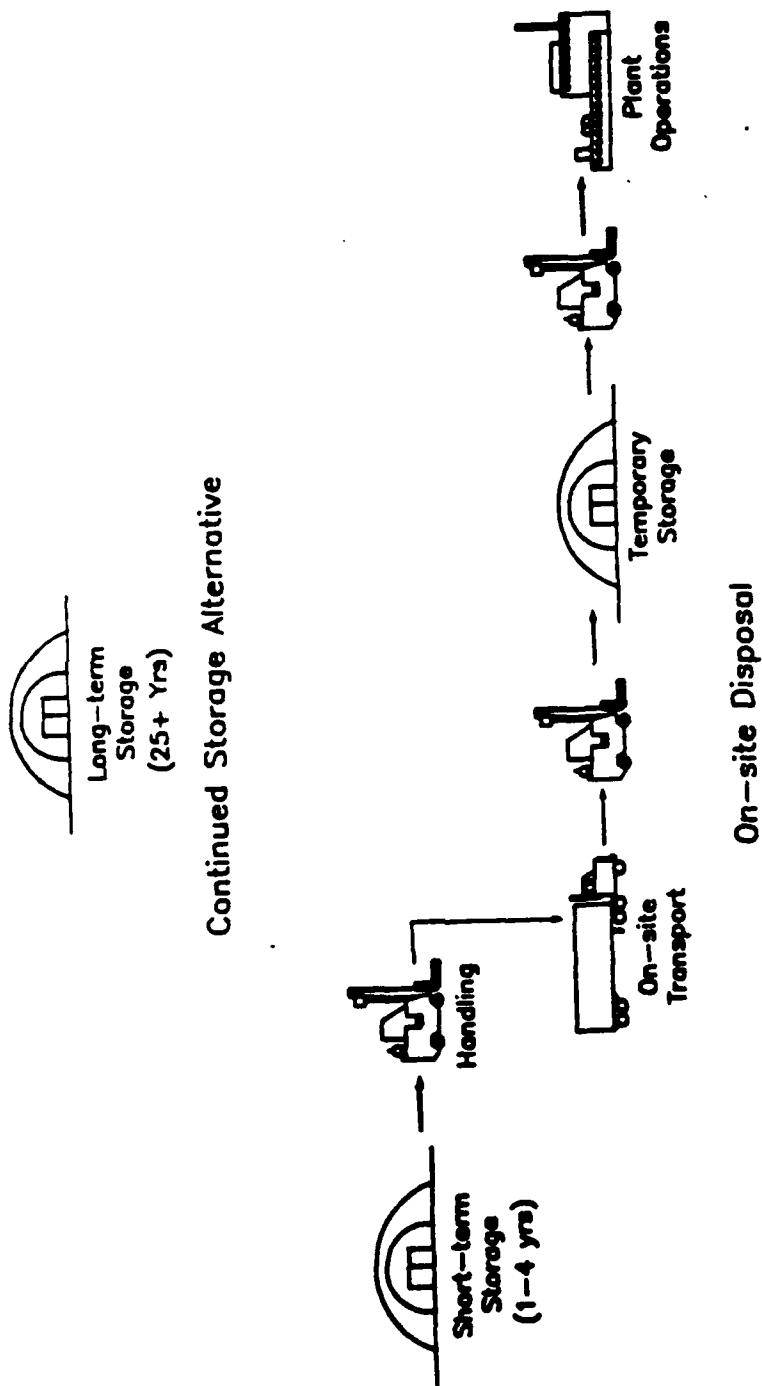 Long-term
Storage
(25+ Yrs)
Continued Storage Alternative
Short-term
Storage
(1-4 yrs)
Handling
On-site
Transport
Temporary
Storage
Plant
Operations
On-site Disposal